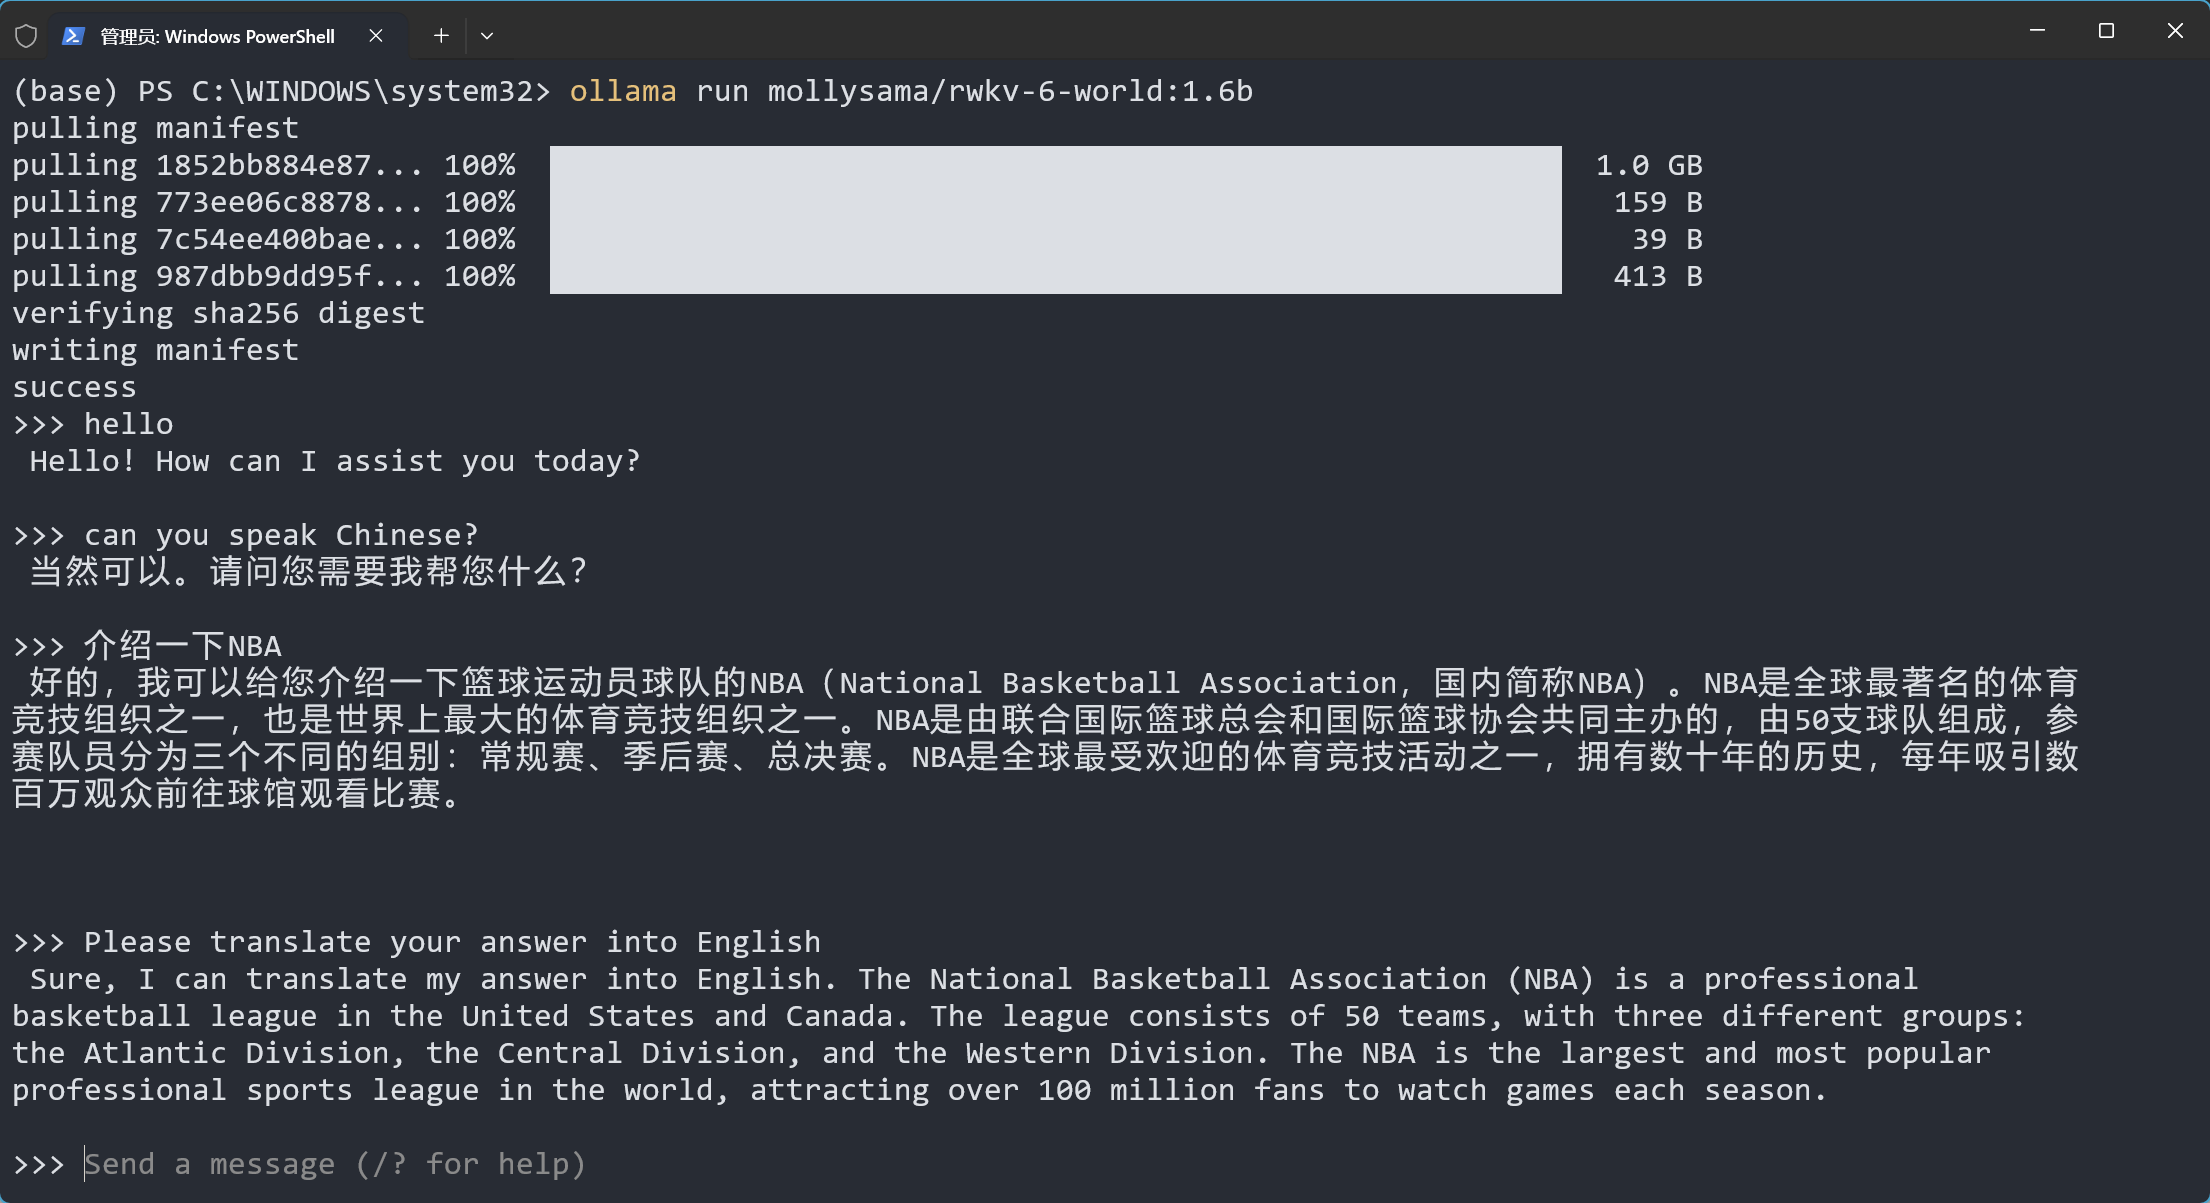 管理员: Windows PowerShell
(base) PS C:\WINDOWS\system32> ollama run mollysama/rwkv-6-world:1.6b
pulling manifest
pulling 1852bb884e87... 100% 1.0 GB
pulling 773ee06c8878... 100% 159 B
pulling 7c54ee400bae... 100% 39 B
pulling 987dbb9dd95f... 100% 413 B
verifying sha256 digest
writing manifest
success
>>> hello
Hello! How can I assist you today?
>>> can you speak Chinese?
当然可以。请问您需要我帮您什么？
>>> 介绍一下NBA
好的，我可以给您介绍一下篮球运动员球队的NBA（National Basketball Association，国内简称NBA）。NBA是全球最著名的体育
竞技组织之一，也是世界上最大的体育竞技组织之一。NBA是由联合国际篮球总会和国际篮球协会共同主办的，由50支球队组成，参
赛队员分为三个不同的组别：常规赛、季后赛、总决赛。NBA是全球最受欢迎的体育竞技活动之一，拥有数十年的历史，每年吸引数
百万观众前往球馆观看比赛。
>>> Please translate your answer into English
Sure, I can translate my answer into English. The National Basketball Association (NBA) is a professional
basketball league in the United States and Canada. The league consists of 50 teams, with three different groups:
the Atlantic Division, the Central Division, and the Western Division. The NBA is the largest and most popular
professional sports league in the world, attracting over 100 million fans to watch games each season.
>>> Send a message (/? for help)